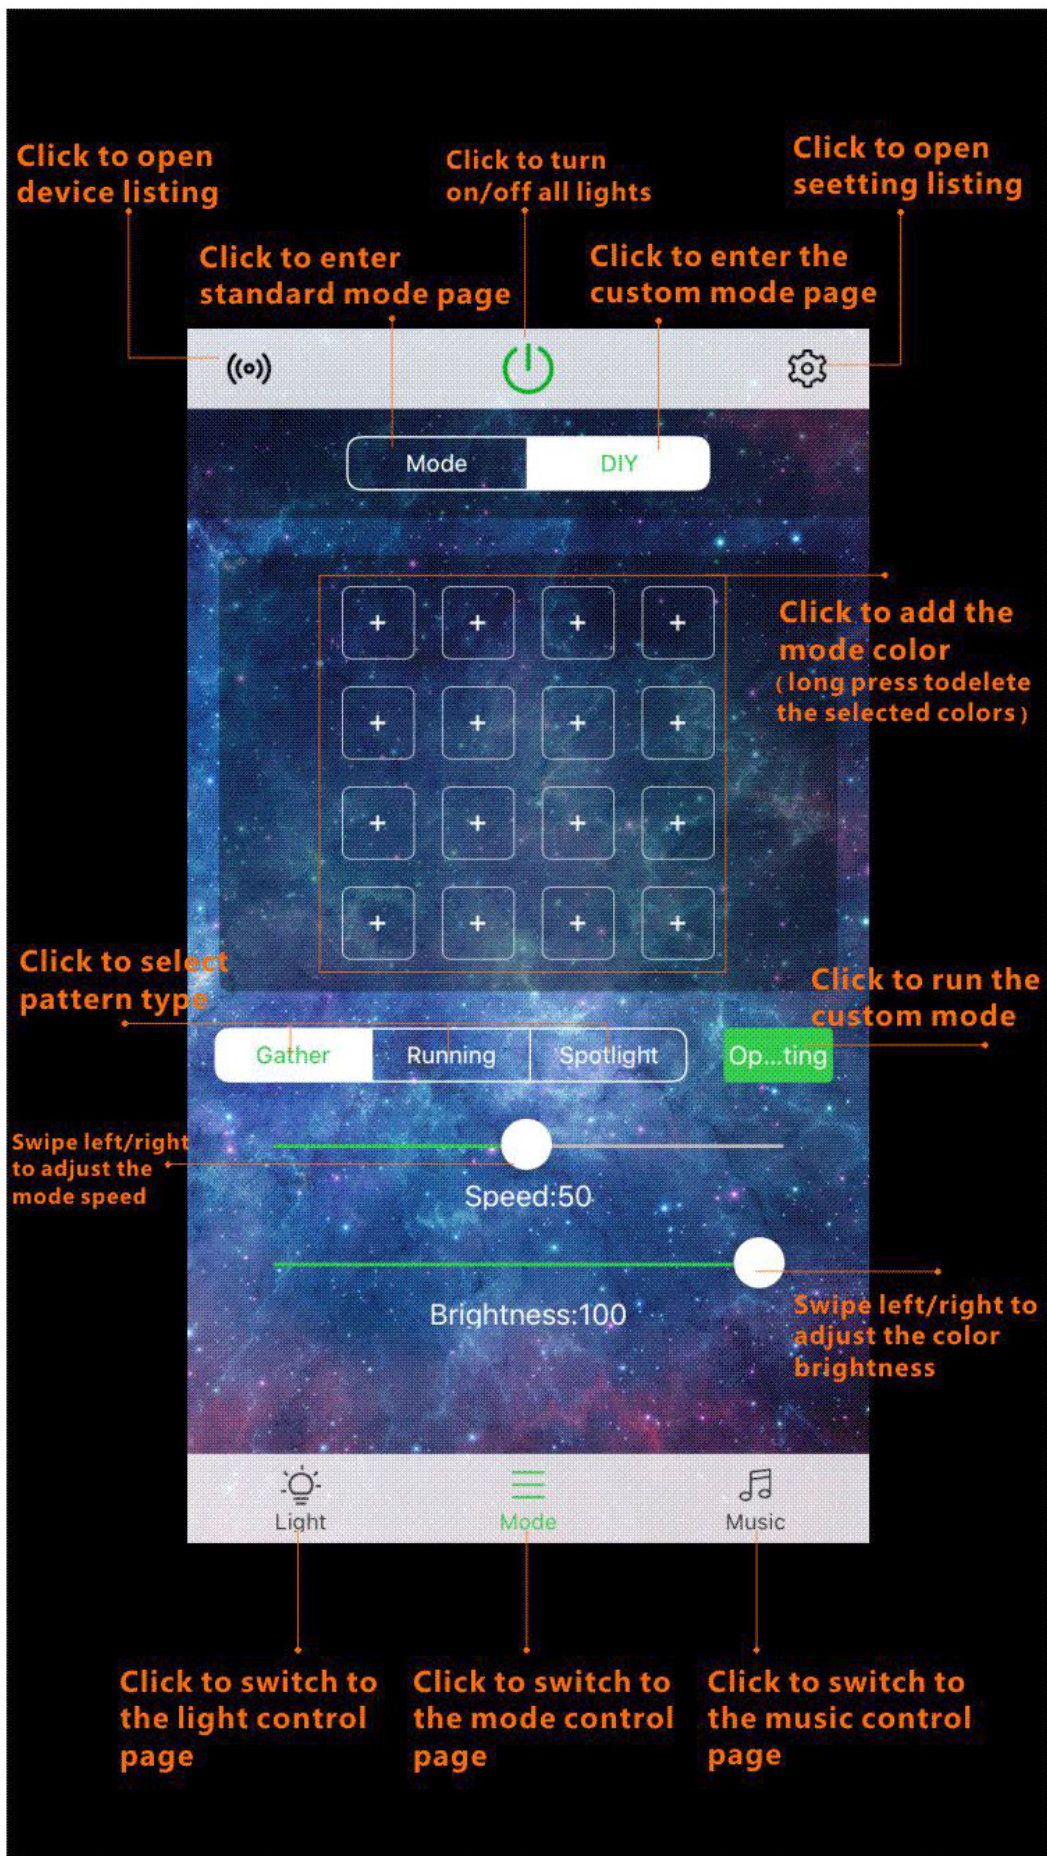 Click to open
device listing
Click to turn
on/off all lights
Click to open
seetting listing
Click to enter
standard mode page
Click to enter the
custom mode page
Mode
DIY
+ + + +
Click to add the
mode color
(long press todelete
the selected colors)
+ + + +
+ + + +
+ + + +
Click to select
pattern type
Click to run the
custom mode
Gather
Running
Spotlight
Op...ting
Swipe left/right
to adjust the
mode speed
Speed:50
Brightness:100
Swipe left/right to
adjust the color
brightness
Light
Mode
Music
Click to switch to
the light control
page
Click to switch to
the mode control
page
Click to switch to
the music control
page